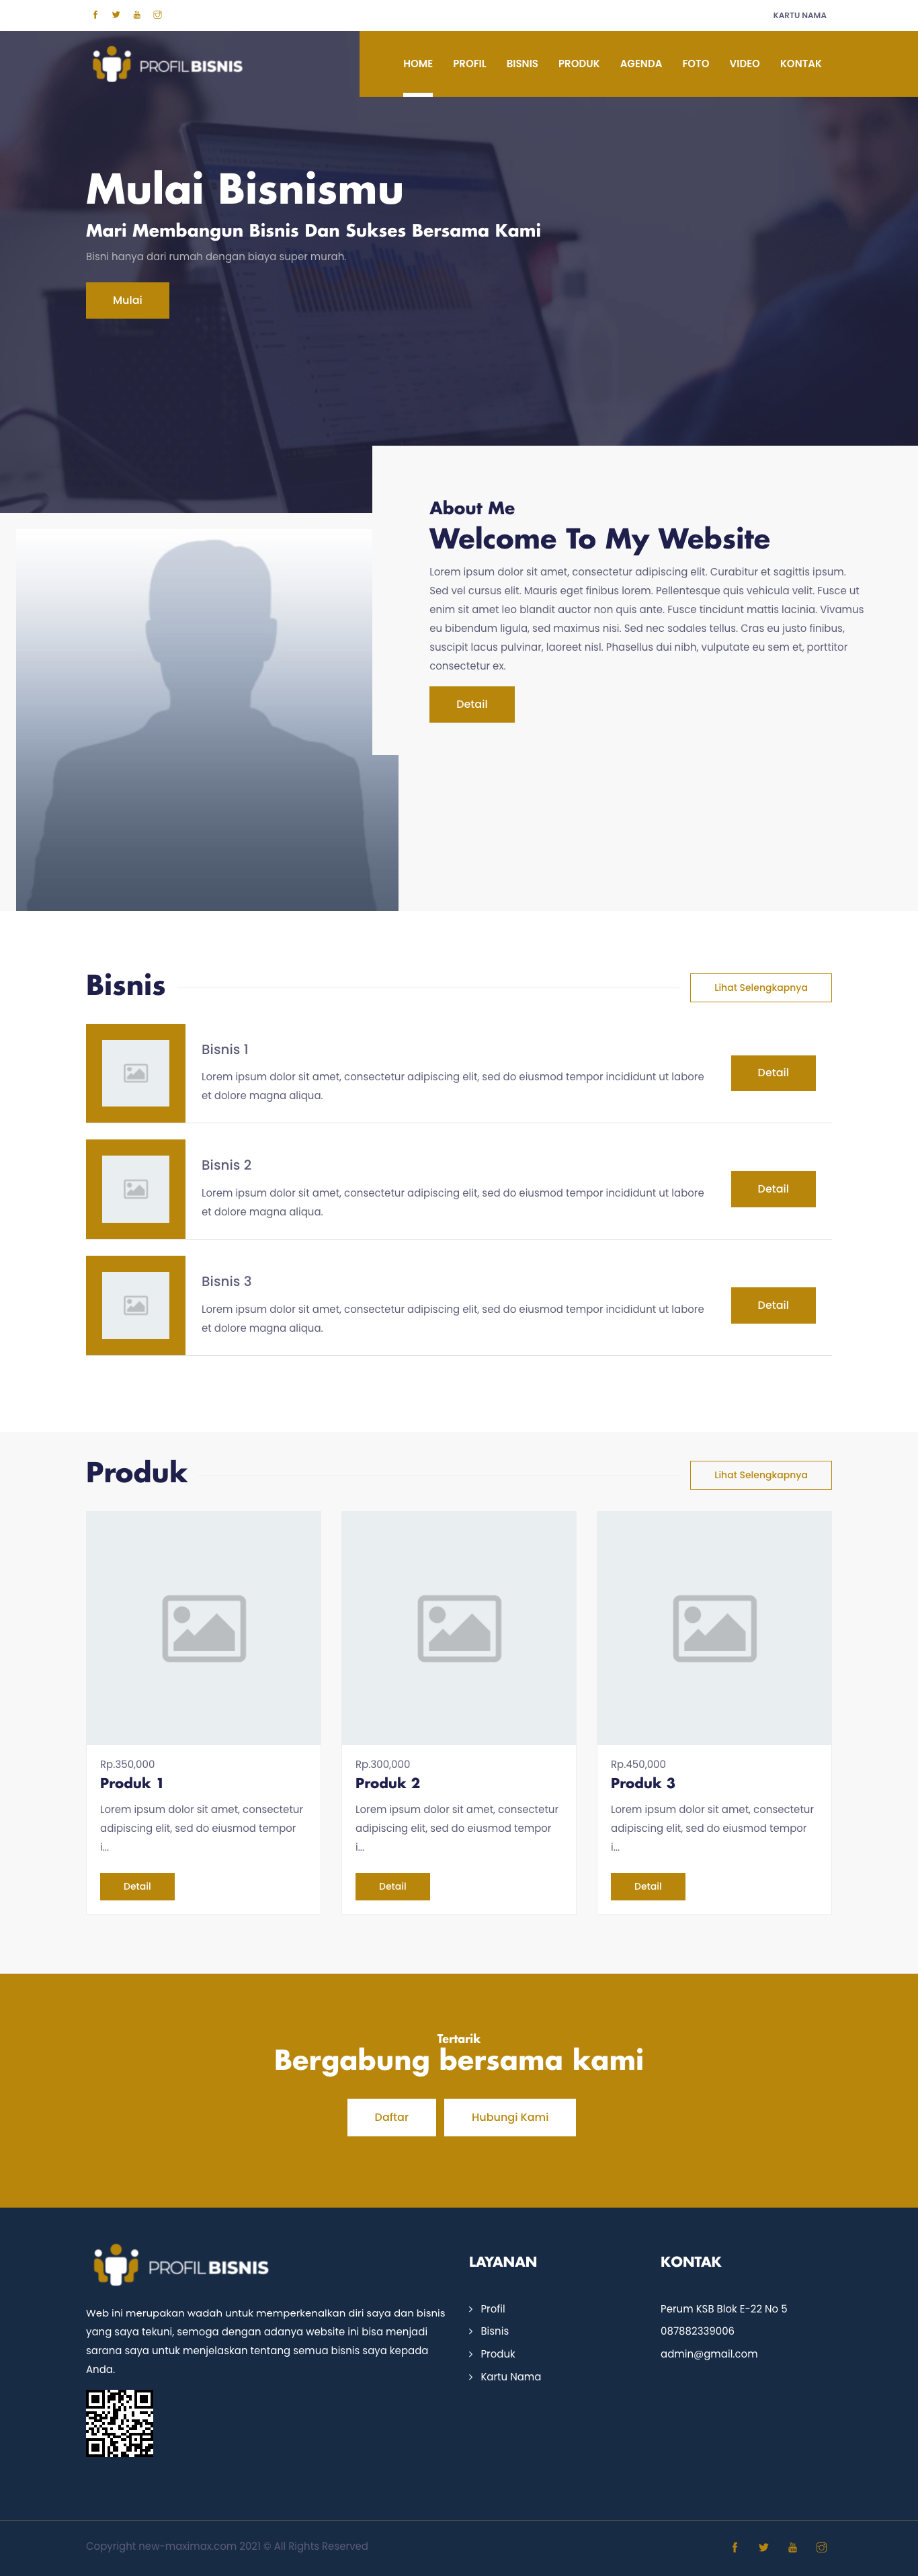 KARTU NAMA
PROFILBISNIS
HOME PROFIL BISNIS PRODUK AGENDA FOTO VIDEO KONTAK
Mulai Bisnismu
Mari Membangun Bisnis Dan Sukses Bersama Kami
Bisni hanya dari rumah dengan biaya super murah.
Mulai
About Me
Welcome To My Website
Lorem ipsum dolor sit amet, consectetur adipiscing elit. Curabitur et sagittis ipsum.
Sed vel cursus elit. Mauris eget finibus lorem. Pellentesque quis vehicula velit. Fusce ut
enim sit amet leo blandit auctor non quis ante. Fusce tincidunt mattis lacinia. Vivamus
eu bibendum ligula, sed maximus nisi. Sed nec sodales tellus. Cras eu justo finibus,
suscipit lacus pulvinar, laoreet nisl. Phasellus dui nibh, vulputate eu sem et, porttitor
consectetur ex.
Detail
Bisnis
Lihat Selengkapnya
Bisnis 1
Lorem ipsum dolor sit amet, consectetur adipiscing elit, sed do eiusmod tempor incididunt ut labore
et dolore magna aliqua.
Detail
Bisnis 2
Lorem ipsum dolor sit amet, consectetur adipiscing elit, sed do eiusmod tempor incididunt ut labore
et dolore magna aliqua.
Detail
Bisnis 3
Lorem ipsum dolor sit amet, consectetur adipiscing elit, sed do eiusmod tempor incididunt ut labore
et dolore magna aliqua.
Detail
Produk
Lihat Selengkapnya
Rp.350,000
Produk 1
Lorem ipsum dolor sit amet, consectetur
adipiscing elit, sed do eiusmod tempor
i...
Detail
Rp.300,000
Produk 2
Lorem ipsum dolor sit amet, consectetur
adipiscing elit, sed do eiusmod tempor
i...
Detail
Rp.450,000
Produk 3
Lorem ipsum dolor sit amet, consectetur
adipiscing elit, sed do eiusmod tempor
i...
Detail
Tertarik
Bergabung bersama kami
Daftar
Hubungi Kami
PROFILBISNIS
Web ini merupakan wadah untuk memperkenalkan diri saya dan bisnis
yang saya tekuni, semoga dengan adanya website ini bisa menjadi
sarana saya untuk menjelaskan tentang semua bisnis saya kepada
Anda.
LAYANAN
Profil
Bisnis
Produk
Kartu Nama
KONTAK
Perum KSB Blok E-22 No 5
087882339006
admin@gmail.com
Copyright new-maximax.com 2021 © All Rights Reserved